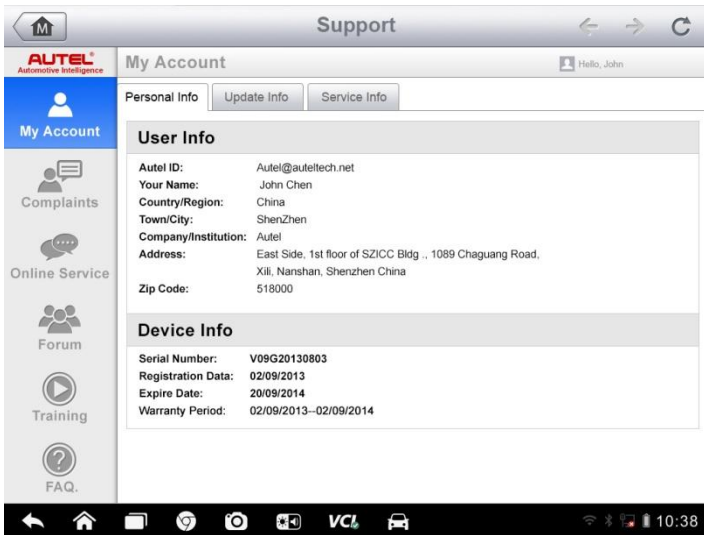 M
Support
AUTEL®
Automotive Intelligence
My Account
Hello, John
My Account
Complaints
Online Service
Forum
Training
FAQ.
Personal Info
Update Info
Service Info
User Info
Autel ID: Autel@auteltech.net
Your Name: John Chen
Country/Region: China
Town/City: ShenZhen
Company/Institution: Autel
Address: East Side, 1st floor of SZICC Bldg ., 1089 Chaguang Road,
Xili, Nanshan, Shenzhen China
Zip Code: 518000
Device Info
Serial Number: V09G20130803
Registration Data: 02/09/2013
Expire Date: 20/09/2014
Warranty Period: 02/09/2013--02/09/2014
VCI
10:38